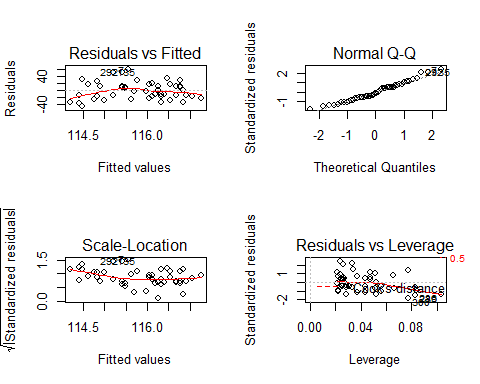 Residuals vs Fitted
Residuals
-40
40
114.5
116.0
Fitted values
Normal Q-Q
Standardized residuals
-1
2
-2
-1
0
1
2
Theoretical Quantiles
Scale-Location
√|Standardized residuals|
0.0
1.5
114.5
116.0
Fitted values
Residuals vs Leverage
Standardized residuals
-2
1
0.5
Cook's distance
0.00
0.04
0.08
Leverage